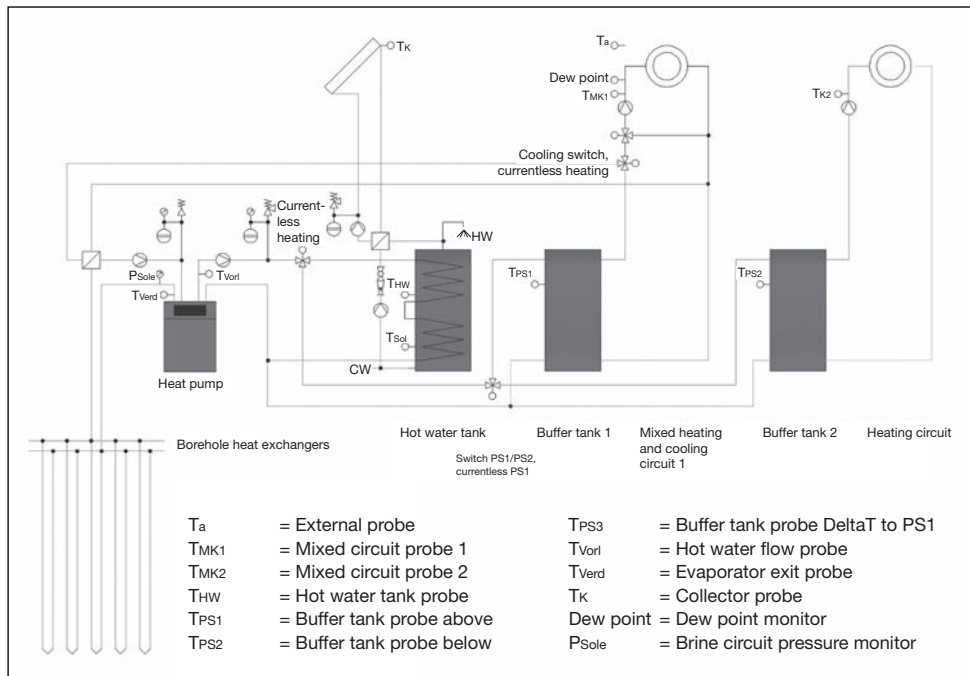 TK
Ta
Dew point
TMK1
TK2
Cooling switch,
currentless heating
Current-
less
heating
HW
PSole
TVorl
TVerd
THW
TPS1
TPS2
TSol
CW
Heat pump
Borehole heat exchangers
Hot water tank
Switch PS1/PS2,
currentless PS1
Buffer tank 1
Mixed heating
and cooling
circuit 1
Buffer tank 2
Heating circuit
Ta = External probe
TMK1 = Mixed circuit probe 1
TMK2 = Mixed circuit probe 2
THW = Hot water tank probe
TPS1 = Buffer tank probe above
TPS2 = Buffer tank probe below
TPS3 = Buffer tank probe DeltaT to PS1
TVorl = Hot water flow probe
TVerd = Evaporator exit probe
TK = Collector probe
Dew point = Dew point monitor
PSole = Brine circuit pressure monitor